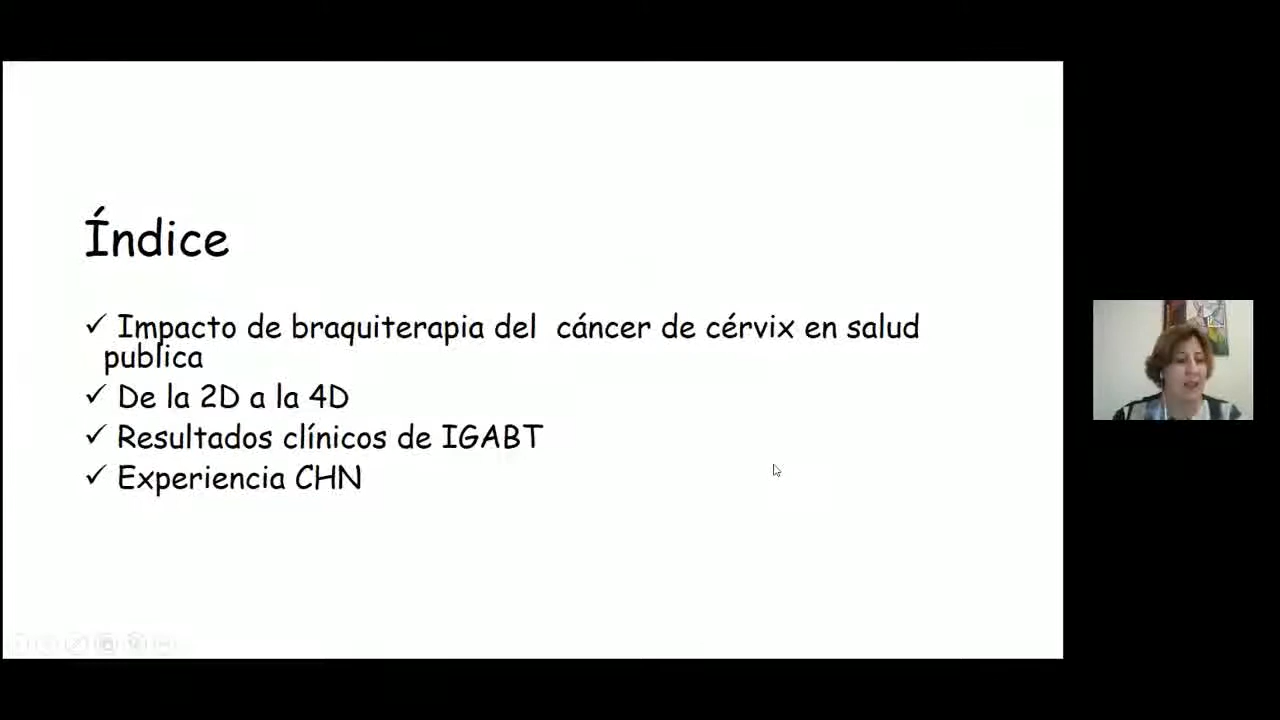 Índice
✓ Impacto de braquiterapia del cáncer de cérvix en salud
publica
✓ De la 2D a la 4D
✓ Resultados clínicos de IGABT
✓ Experiencia CHN